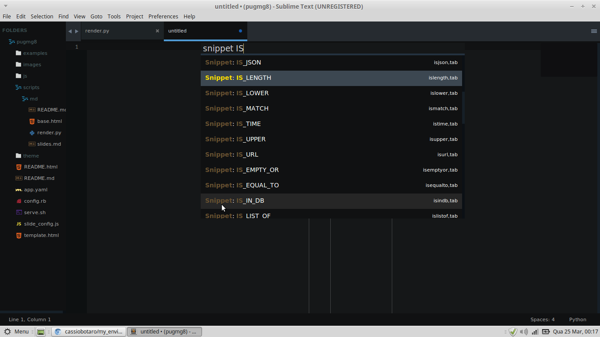 untitled • (pugmg8) - Sublime Text (UNREGISTERED)
File Edit Selection Find View Goto Tools Project Preferences Help
FOLDERS
render.py
untitled
pugmg8
examples
images
js
scripts
md
README.m
base.html
render.py
slides.md
theme
README.html
README.md
app.yaml
config.rb
serve.sh
slide_config.js
template.html
1
snippet IS
Snippet: IS_JSON isjson,tab
Snippet: IS_LENGTH islength,tab
Snippet: IS_LOWER islower,tab
Snippet: IS_MATCH ismatch,tab
Snippet: IS_TIME istime,tab
Snippet: IS_UPPER isupper,tab
Snippet: IS_URL isurl,tab
Snippet: IS_EMPTY_OR isemptyor,tab
Snippet: IS_EQUAL_TO isequalto,tab
Snippet: IS_IN_DB isindb,tab
Snippet: IS_LIST_OF islistof,tab
Line 1, Column 1
Spaces: 4 Python
Menu
cassiobotaro/my_envi...
untitled • (pugmg8) - ...
Qua 25 Mar, 00:17